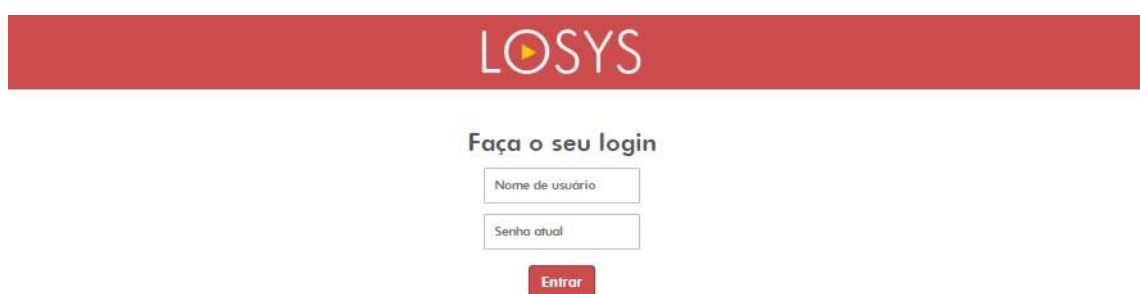 LOSYS
Faça o seu login
Nome de usuário
Senha atual
Entrar